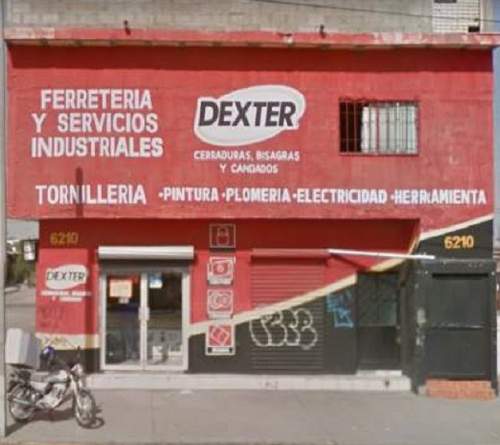 FERRETERIA
Y SERVICIOS
INDUSTRIALES
DEXTER
CERRADURAS, BISAGRAS
Y CANDADOS
TORNILLERIA •PINTURA •PLOMERIA •ELECTRICIDAD •HERRAMIENTA
6210
6210
DEXTER